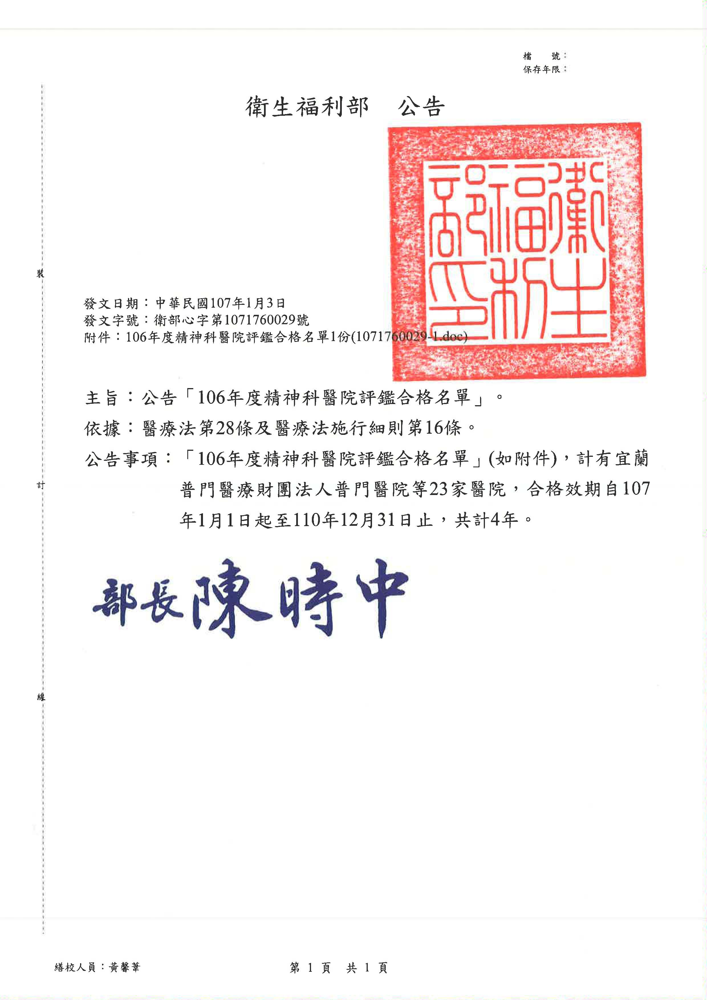 檔　　號：
保存年限：
衛生福利部　公告
衛生福利部印
發文日期：中華民國107年1月3日
發文字號：衛部心字第1071760029號
附件：106年度精神科醫院評鑑合格名單1份(1071760029-1.doc)
主旨：公告「106年度精神科醫院評鑑合格名單」。
依據：醫療法第28條及醫療法施行細則第16條。
公告事項：「106年度精神科醫院評鑑合格名單」(如附件)，計有宜蘭
普門醫療財團法人普門醫院等23家醫院，合格效期自107
年1月1日起至110年12月31日止，共計4年。
部長陳時中
裝
訂
線
繕校人員：黃馨葦
第 1 頁　共 1 頁